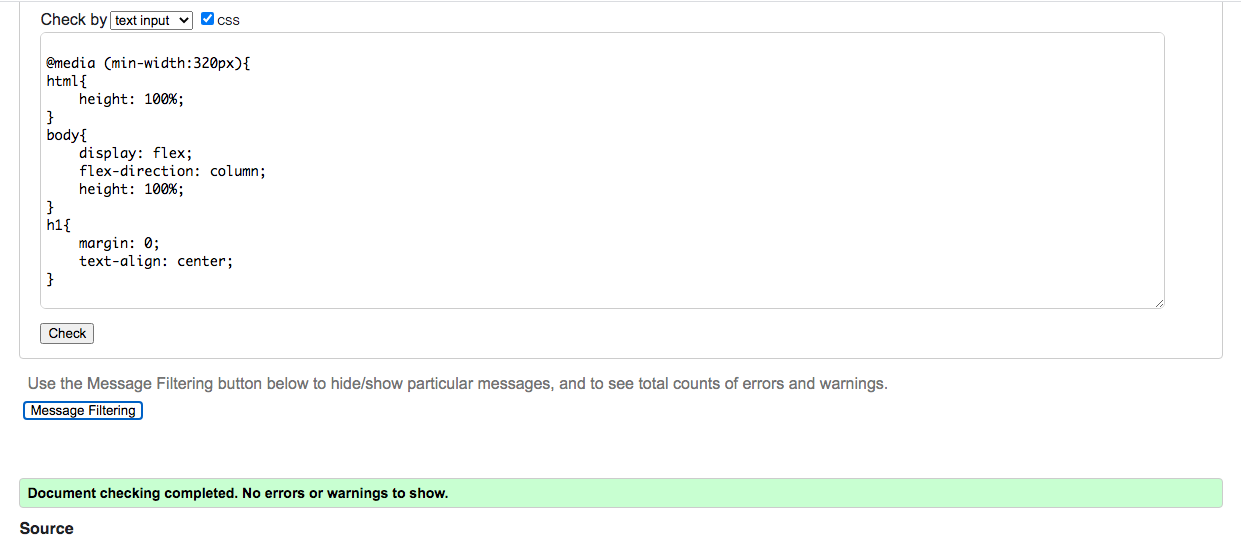 Check by text input CSS
@media (min-width:320px){
html{
    height: 100%;
}
body{
    display: flex;
    flex-direction: column;
    height: 100%;
}
h1{
    margin: 0;
    text-align: center;
}
Check
Use the Message Filtering button below to hide/show particular messages, and to see total counts of errors and warnings.
Message Filtering
Document checking completed. No errors or warnings to show.
Source